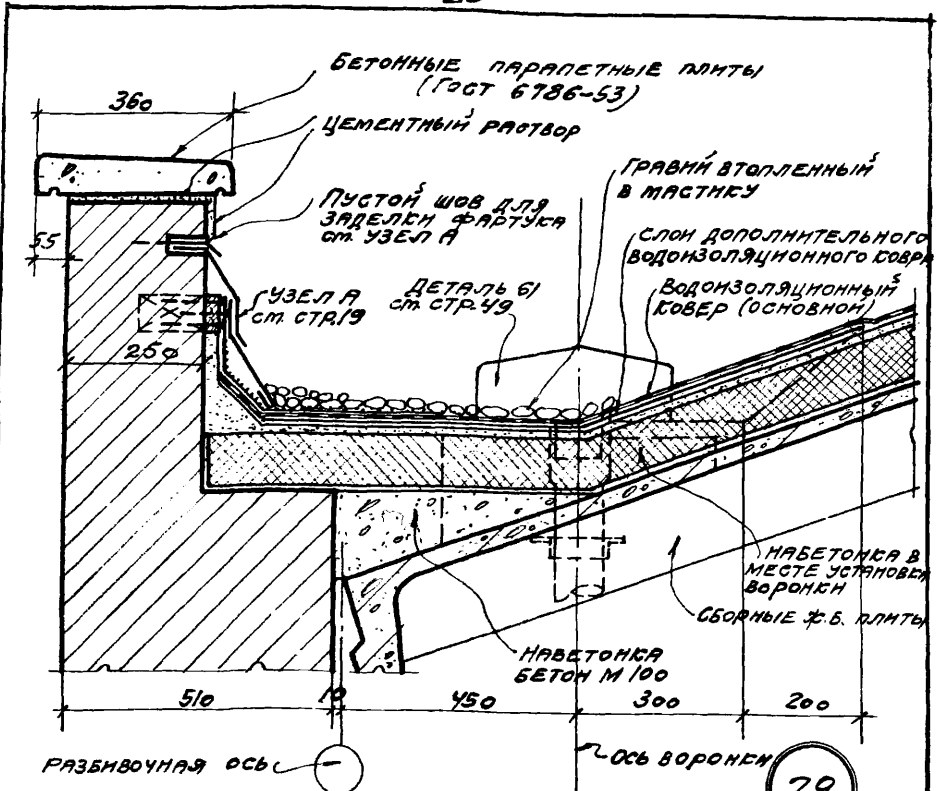 БЕТОННЫЕ ПАРАПЕТНЫЕ ПЛИТЫ
(ГОСТ 6786-53)
360
ЦЕМЕНТНЫЙ РАСТВОР
ГРАВИЙ ВТОПЛЕННЫЙ
В МАСТИКУ
ПУСТОЙ ШОВ ДЛЯ
ЗАДЕЛКИ ФАРТУКА
СМ. УЗЕЛ А
55
СЛОИ ДОПОЛНИТЕЛЬНОГО
ВОДОИЗОЛЯЦИОННОГО КОВРА
УЗЕЛ А
СМ. СТР.19
ДЕТАЛЬ 61
СМ. СТР.49
ВОДОИЗОЛЯЦИОННЫЙ
КОВЕР (ОСНОВНОЙ)
250
НАБЕТОНКА В
МЕСТЕ УСТАНОВКИ
ВОРОНКИ
СБОРНЫЕ Ж.Б. ПЛИТЫ
НАБЕТОНКА
БЕТОН М 100
510
10
450
300
200
РАЗБИВОЧНАЯ ОСЬ
ОСЬ ВОРОНКИ